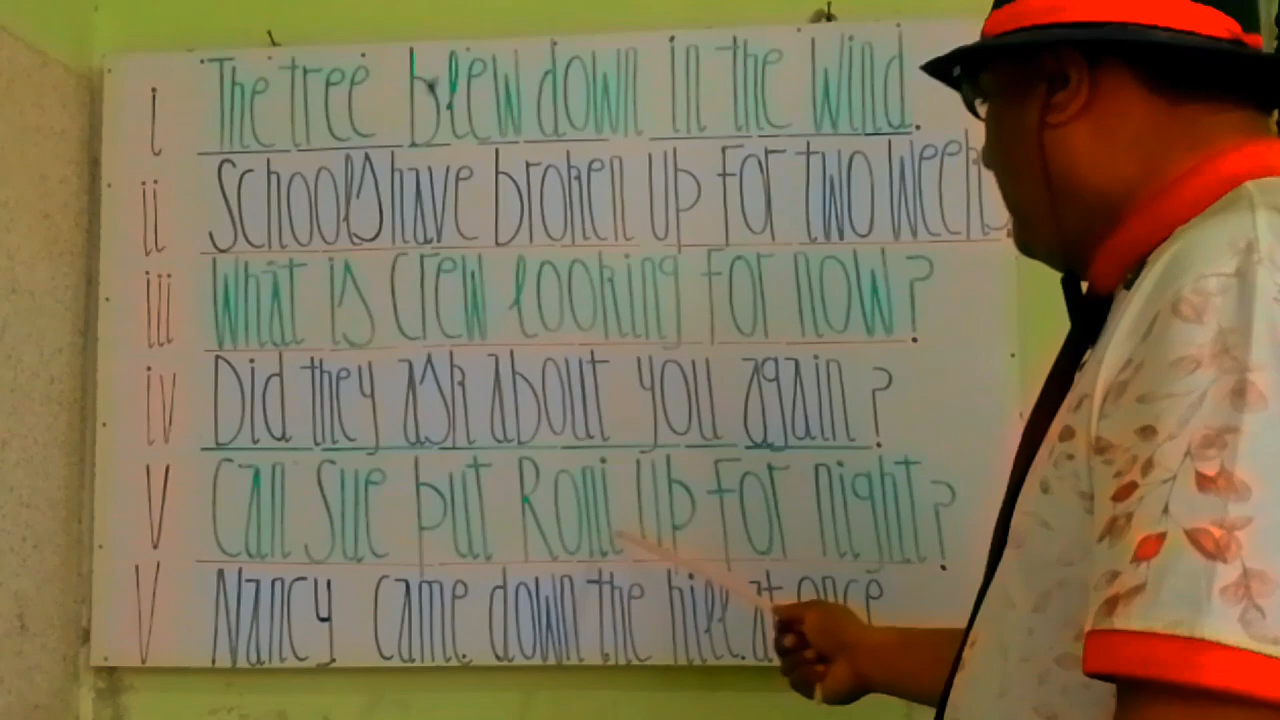 i The tree blew down in the wind.
ii Schools have broken up for two weeks.
iii What is Crew looking for now?
iv Did they ask about you again?
v Can Sue put Roni up for night?
v Nancy came down the hill at once